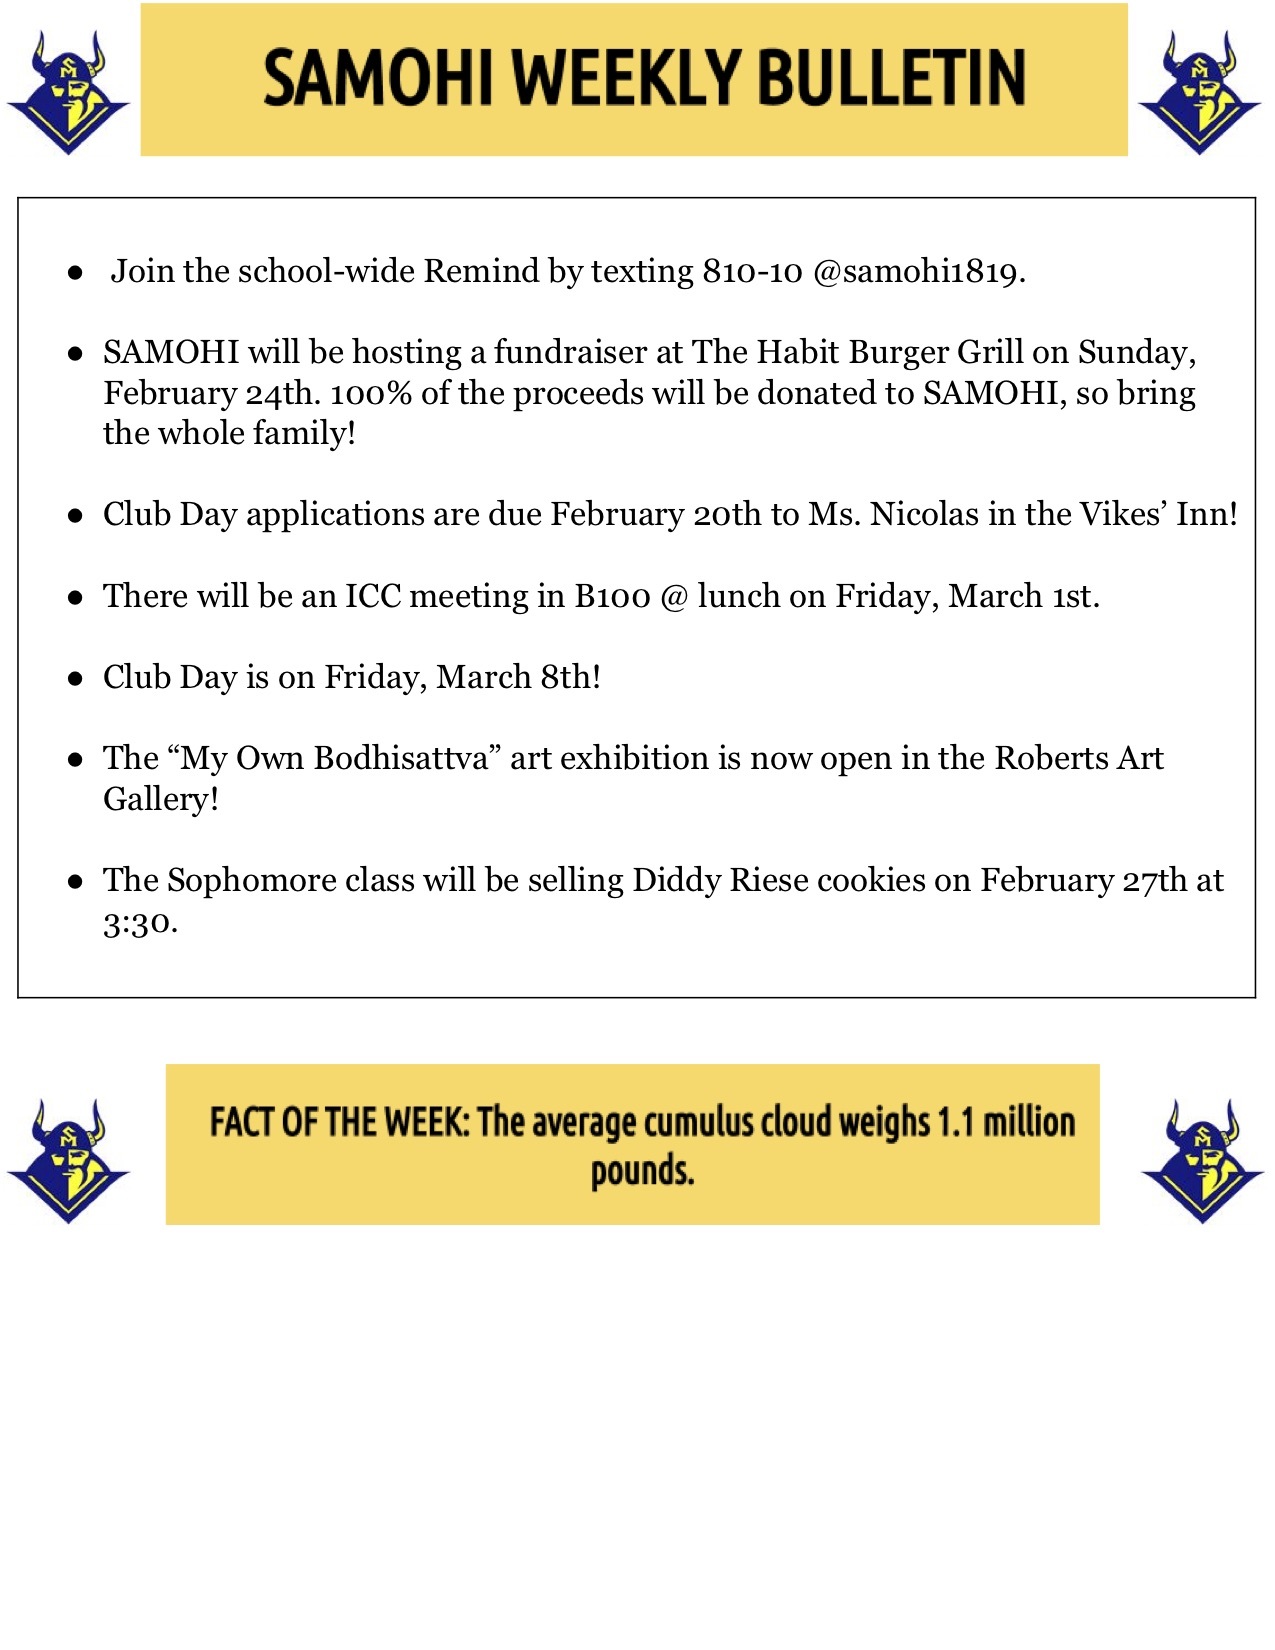 SAMOHI WEEKLY BULLETIN
● Join the school-wide Remind by texting 810-10 @samohi1819.
● SAMOHI will be hosting a fundraiser at The Habit Burger Grill on Sunday,
February 24th. 100% of the proceeds will be donated to SAMOHI, so bring
the whole family!
● Club Day applications are due February 20th to Ms. Nicolas in the Vikes’ Inn!
● There will be an ICC meeting in B100 @ lunch on Friday, March 1st.
● Club Day is on Friday, March 8th!
● The “My Own Bodhisattva” art exhibition is now open in the Roberts Art
Gallery!
● The Sophomore class will be selling Diddy Riese cookies on February 27th at
3:30.
FACT OF THE WEEK: The average cumulus cloud weighs 1.1 million
pounds.